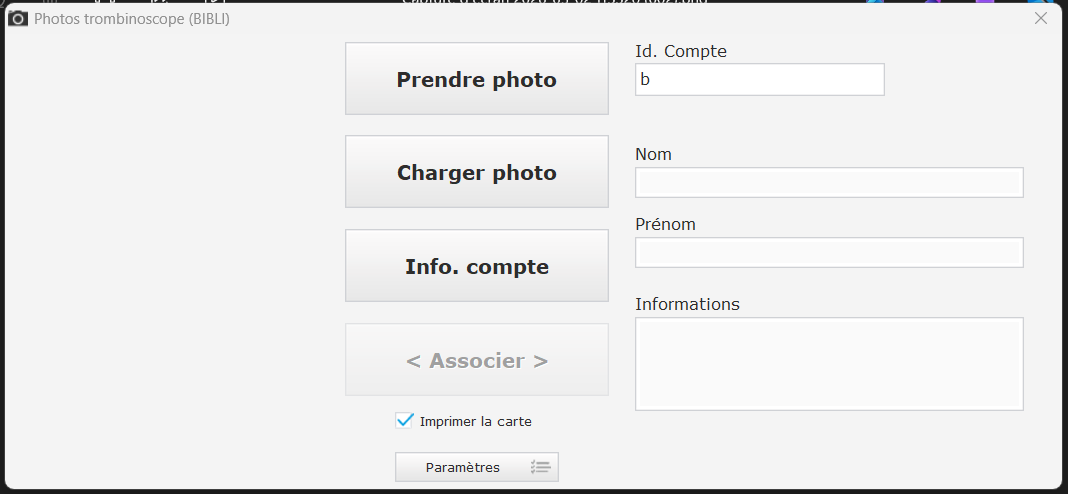 Photos trombinoscope (BIBLI)
Prendre photo
Charger photo
Info. compte
< Associer >
Imprimer la carte
Paramètres
Id. Compte
b
Nom
Prénom
Informations